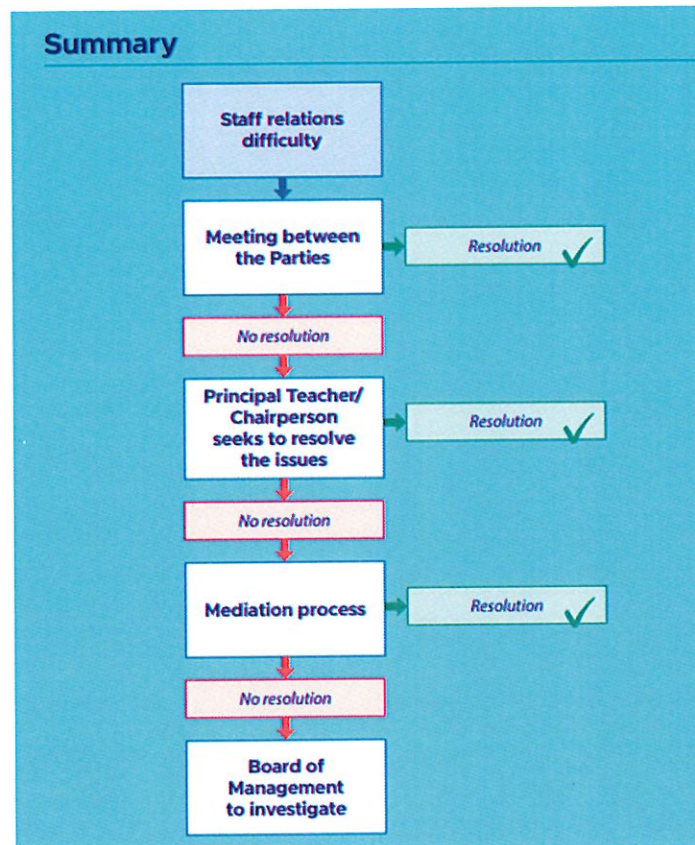 Summary
Staff relations
difficulty
Meeting between
the Parties
Resolution
No resolution
Principal Teacher/
Chairperson
seeks to resolve
the issues
Resolution
No resolution
Mediation process
Resolution
No resolution
Board of
Management
to investigate